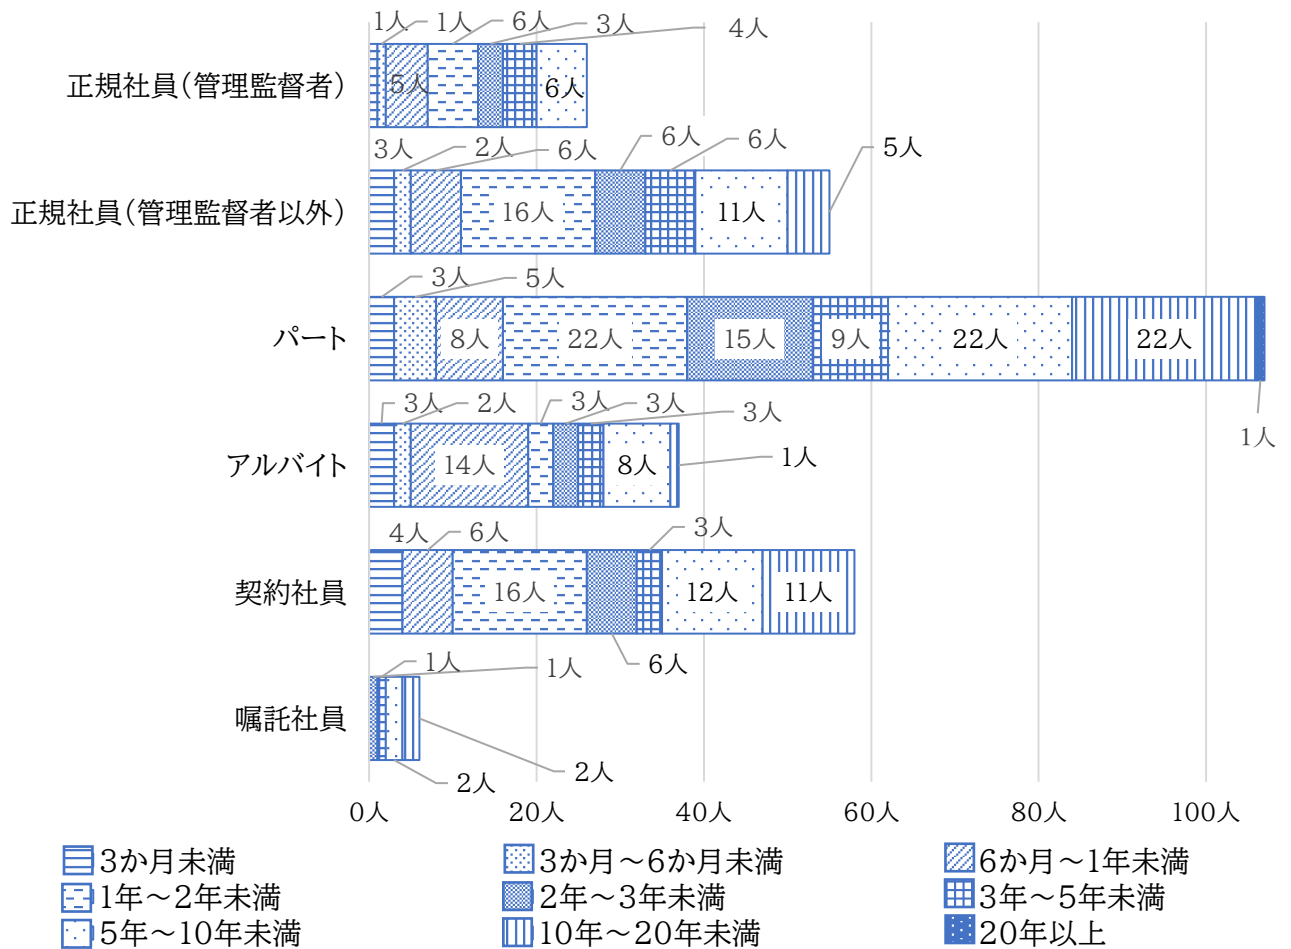 1人 1人 6人 3人 4人
正規社員（管理監督者） 5人 6人
3人 2人 6人 6人 6人 5人
正規社員（管理監督者以外） 16人 11人
3人 5人
パート 8人 22人 15人 9人 22人 22人
1人
3人 2人 3人 3人 3人
アルバイト 14人 8人 1人
4人 6人 3人
契約社員 16人 12人 11人
6人
1人 1人
嘱託社員
2人 2人
0人 20人 40人 60人 80人 100人
3か月未満 3か月～6か月未満 6か月～1年未満
1年～2年未満 2年～3年未満 3年～5年未満
5年～10年未満 10年～20年未満 20年以上